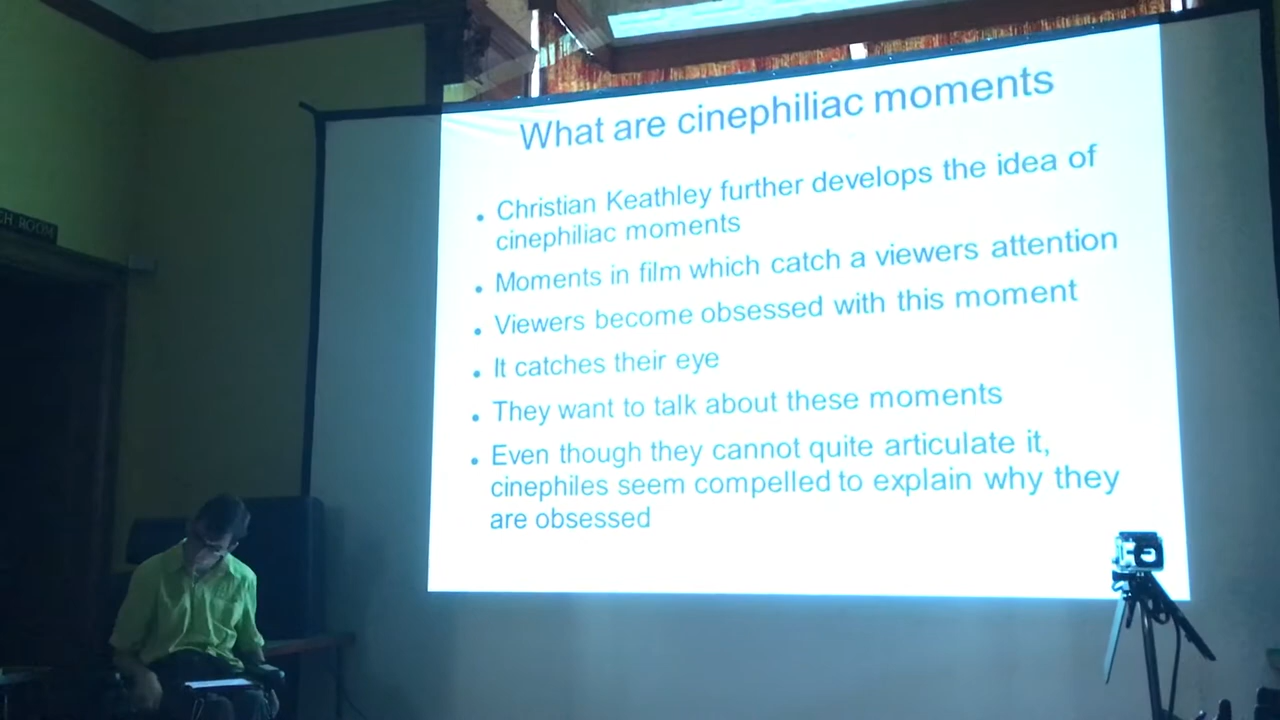 What are cinephiliac moments
• Christian Keathley further develops the idea of
cinephiliac moments
• Moments in film which catch a viewers attention
• Viewers become obsessed with this moment
• It catches their eye
• They want to talk about these moments
• Even though they cannot quite articulate it,
cinephiles seem compelled to explain why they
are obsessed
ROOM